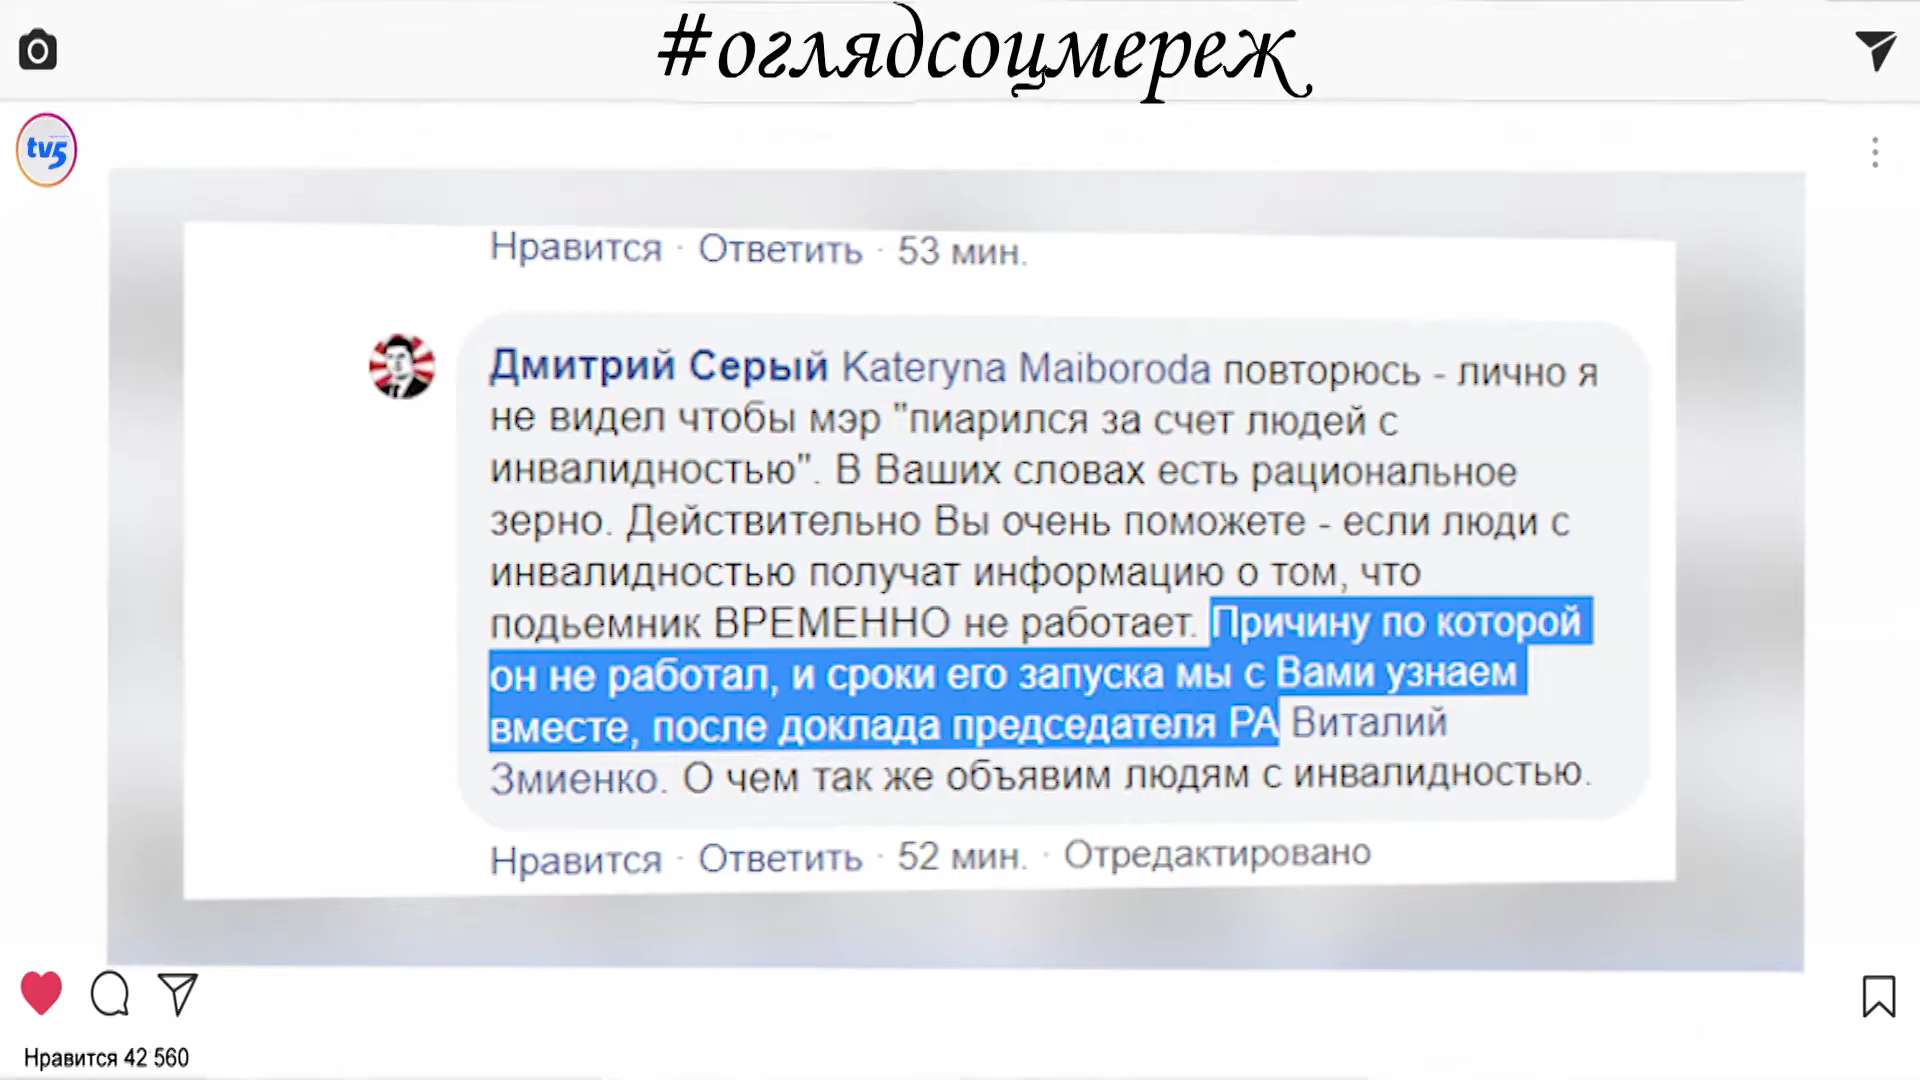 #оглядсоцмереж
tv5
Нравится · Ответить · 53 мин.
Дмитрий Серый Kateryna Maiboroda повторюсь - лично я
не видел чтобы мэр "пиарился за счет людей с
инвалидностью". В Ваших словах есть рациональное
зерно. Действительно Вы очень поможете - если люди с
инвалидностью получат информацию о том, что
подьемник ВРЕМЕННО не работает. Причину по которой
он не работал, и сроки его запуска мы с Вами узнаем
вместе, после доклада председателя РА Виталий
Змиенко. О чем так же объявим людям с инвалидностью.
Нравится · Ответить · 52 мин. · Отредактировано
Нравится 42 560